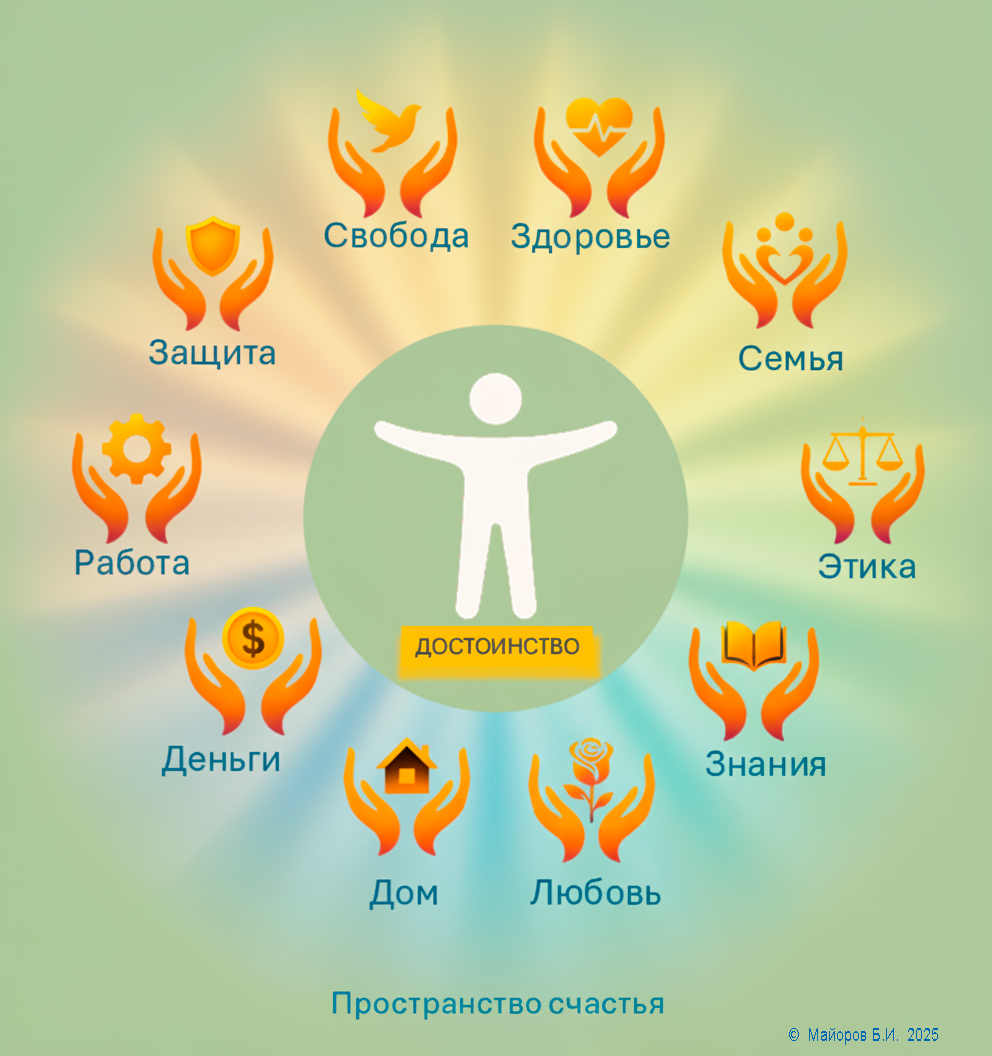 Свобода
Здоровье
Защита
Семья
Работа
Этика
ДОСТОИНСТВО
$
Деньги
Знания
Дом
Любовь
Пространство счастья
© Майоров Б.И. 2025